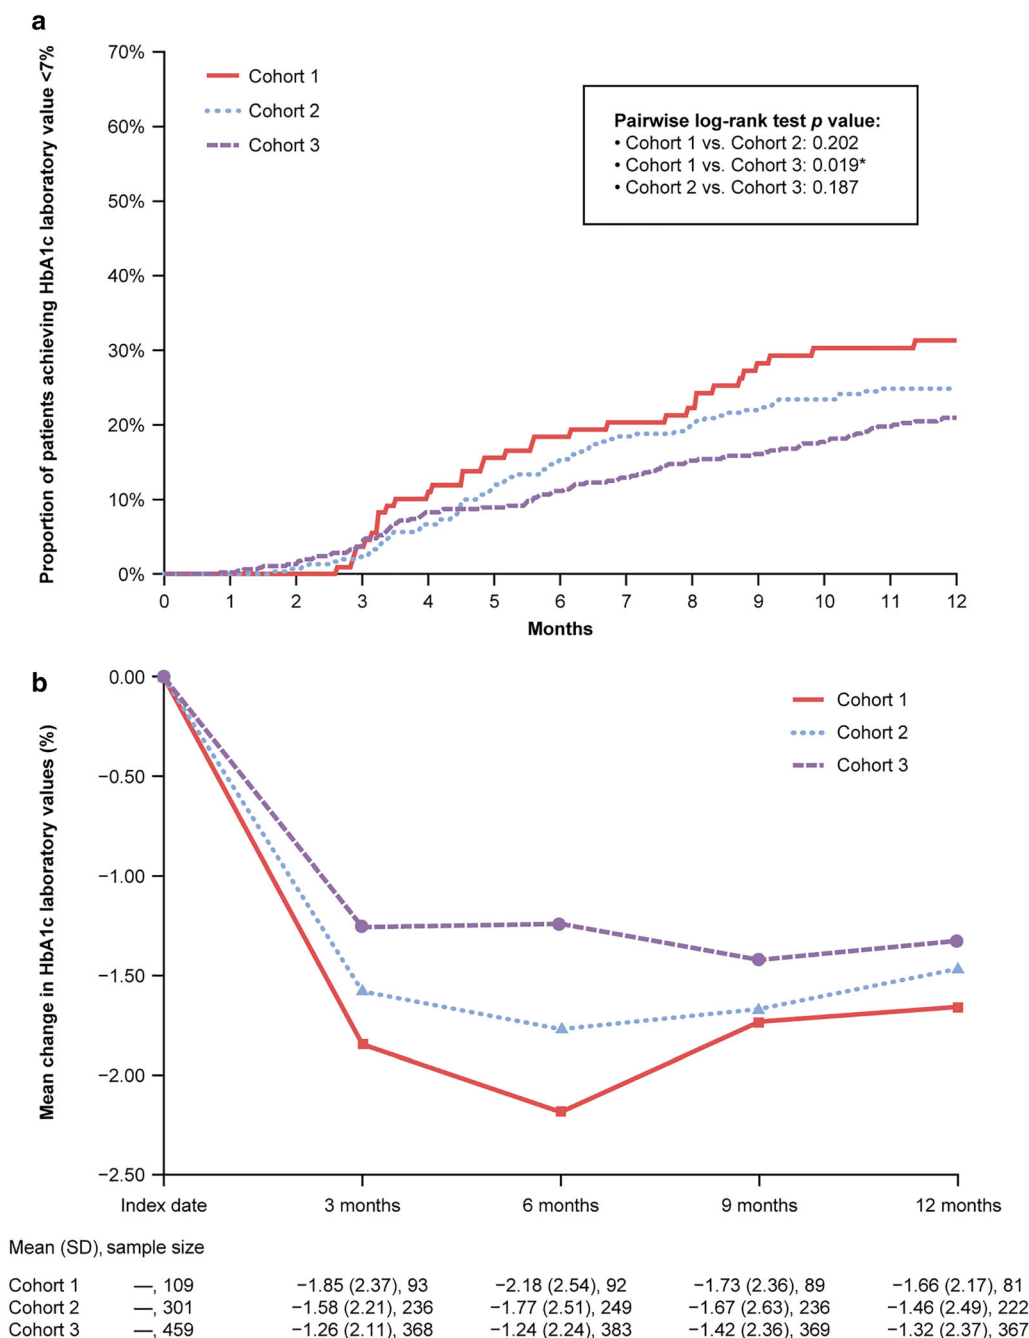 a
Proportion of patients achieving HbA1c laboratory value <7%
70%
60%
50%
40%
30%
20%
10%
0%
Cohort 1
Cohort 2
Cohort 3
Pairwise log-rank test p value:
• Cohort 1 vs. Cohort 2: 0.202
• Cohort 1 vs. Cohort 3: 0.019*
• Cohort 2 vs. Cohort 3: 0.187
0 1 2 3 4 5 6 7 8 9 10 11 12
Months
b
Mean change in HbA1c laboratory values (%)
0.00
−0.50
−1.00
−1.50
−2.00
−2.50
Cohort 1
Cohort 2
Cohort 3
Index date 3 months 6 months 9 months 12 months
Mean (SD), sample size
Cohort 1 —, 109 −1.85 (2.37), 93 −2.18 (2.54), 92 −1.73 (2.36), 89 −1.66 (2.17), 81
Cohort 2 —, 301 −1.58 (2.21), 236 −1.77 (2.51), 249 −1.67 (2.63), 236 −1.46 (2.49), 222
Cohort 3 —, 459 −1.26 (2.11), 368 −1.24 (2.24), 383 −1.42 (2.36), 369 −1.32 (2.37), 367